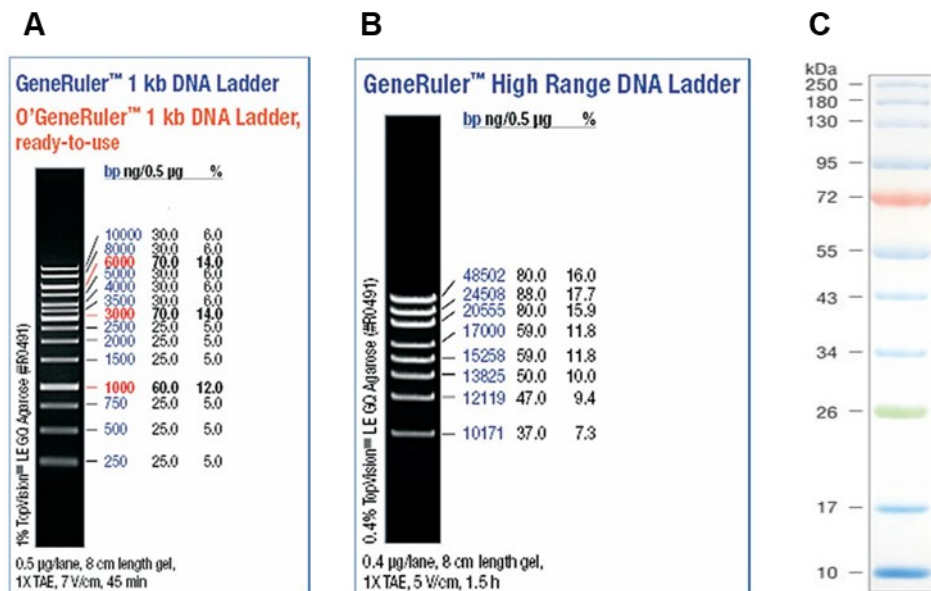 A
GeneRuler™ 1 kb DNA Ladder
O'GeneRuler™ 1 kb DNA Ladder,
ready-to-use
bp ng/0.5 µg %
10000 30.0 6.0
8000 30.0 6.0
6000 70.0 14.0
5000 30.0 6.0
4000 30.0 6.0
3500 30.0 6.0
3000 70.0 14.0
2500 25.0 5.0
2000 25.0 5.0
1500 25.0 5.0
1000 60.0 12.0
750 25.0 5.0
500 25.0 5.0
250 25.0 5.0
1% TopVision™ LE GQ Agarose (#R0491)
0.5 µg/lane, 8 cm length gel,
1X TAE, 7 V/cm, 45 min
B
GeneRuler™ High Range DNA Ladder
bp ng/0.5 µg %
48502 80.0 16.0
24508 88.0 17.7
20555 80.0 15.9
17000 59.0 11.8
15258 59.0 11.8
13825 50.0 10.0
12119 47.0 9.4
10171 37.0 7.3
0.4% TopVision™ LE GQ Agarose (#R0491)
0.4 µg/lane, 8 cm length gel,
1X TAE, 5 V/cm, 1.5 h
C
kDa
250
180
130
95
72
55
43
34
26
17
10